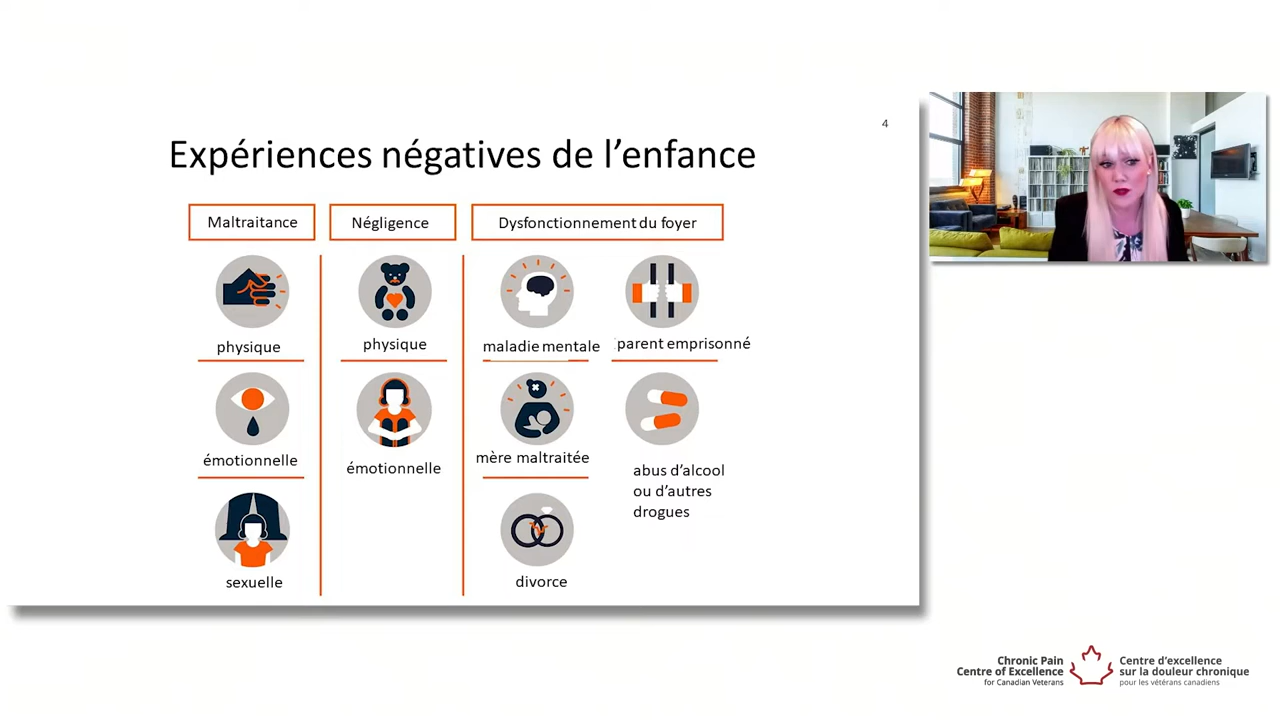 4
Expériences négatives de l’enfance
Maltraitance
Négligence
Dysfonctionnement du foyer
physique
physique
maladie mentale
parent emprisonné
émotionnelle
émotionnelle
mère maltraitée
abus d’alcool
ou d’autres
drogues
sexuelle
divorce
Chronic Pain
Centre of Excellence
for Canadian Veterans
Centre d’excellence
sur la douleur chronique
pour les vétérans canadiens